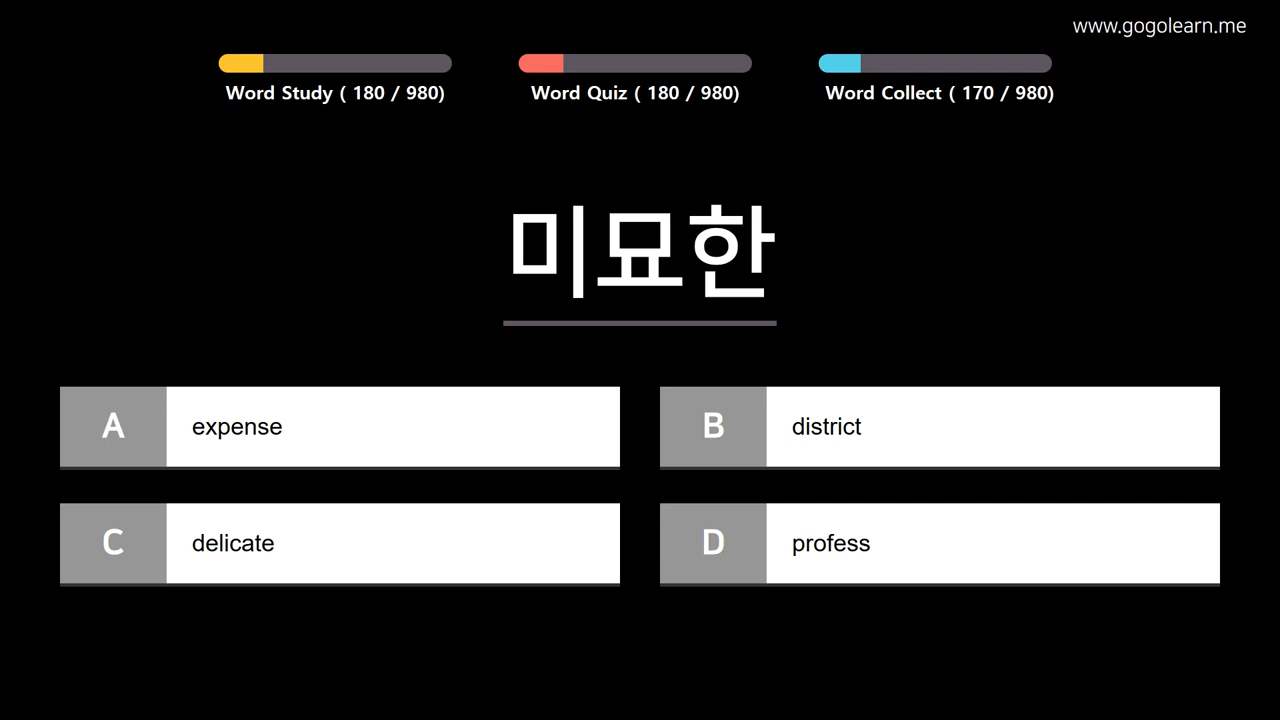 www.gogolearn.me
Word Study ( 180 / 980)
Word Quiz ( 180 / 980)
Word Collect ( 170 / 980)
미묘한
A expense
B district
C delicate
D profess